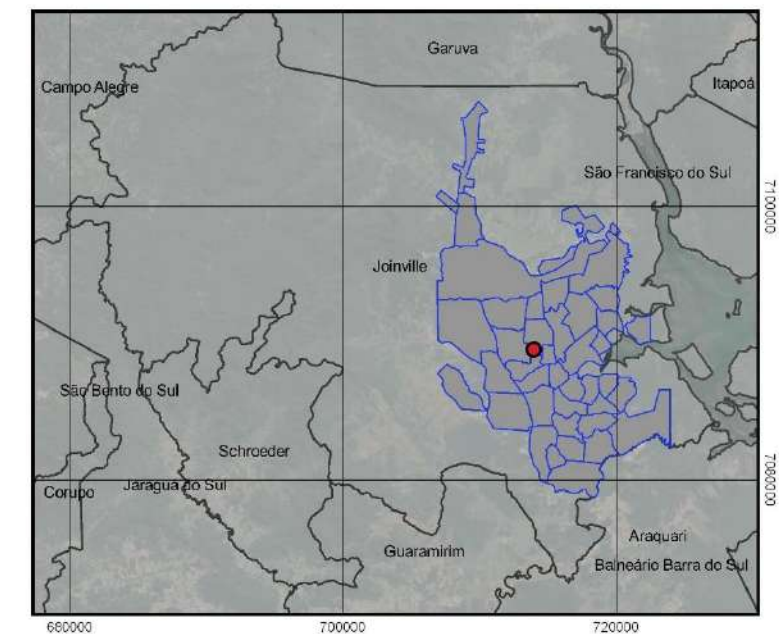 Garuva
Campo Alegre
Itapoá
São Francisco do Sul
7100000
Joinville
São Bento do Sul
Schroeder
Corupo
Jaragua do Sul
7080000
Araquari
Guaramirim
Balneário Barra do Sul
680000
700000
720000